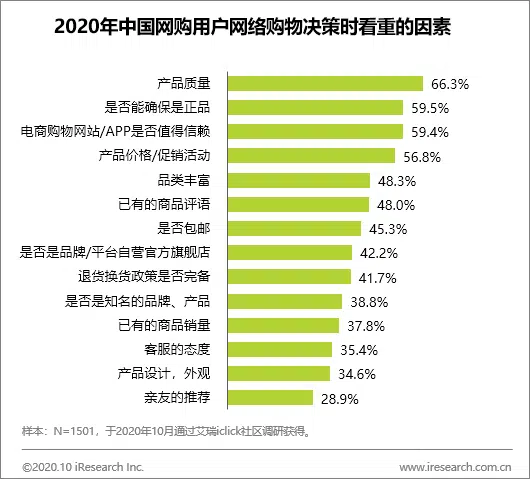 2020年中国网购用户网络购物决策时看重的因素
产品质量 66.3%
是否能确保是正品 59.5%
电商购物网站/APP是否值得信赖 59.4%
产品价格/促销活动 56.8%
品类丰富 48.3%
已有的商品评语 48.0%
是否包邮 45.3%
是否是品牌/平台自营官方旗舰店 42.2%
退货换货政策是否完备 41.7%
是否是知名的品牌、产品 38.8%
已有的商品销量 37.8%
客服的态度 35.4%
产品设计，外观 34.6%
亲友的推荐 28.9%
样本：N=1501，于2020年10月通过艾瑞iclick社区调研获得。
©2020.10 iResearch Inc. www.iresearch.com.cn